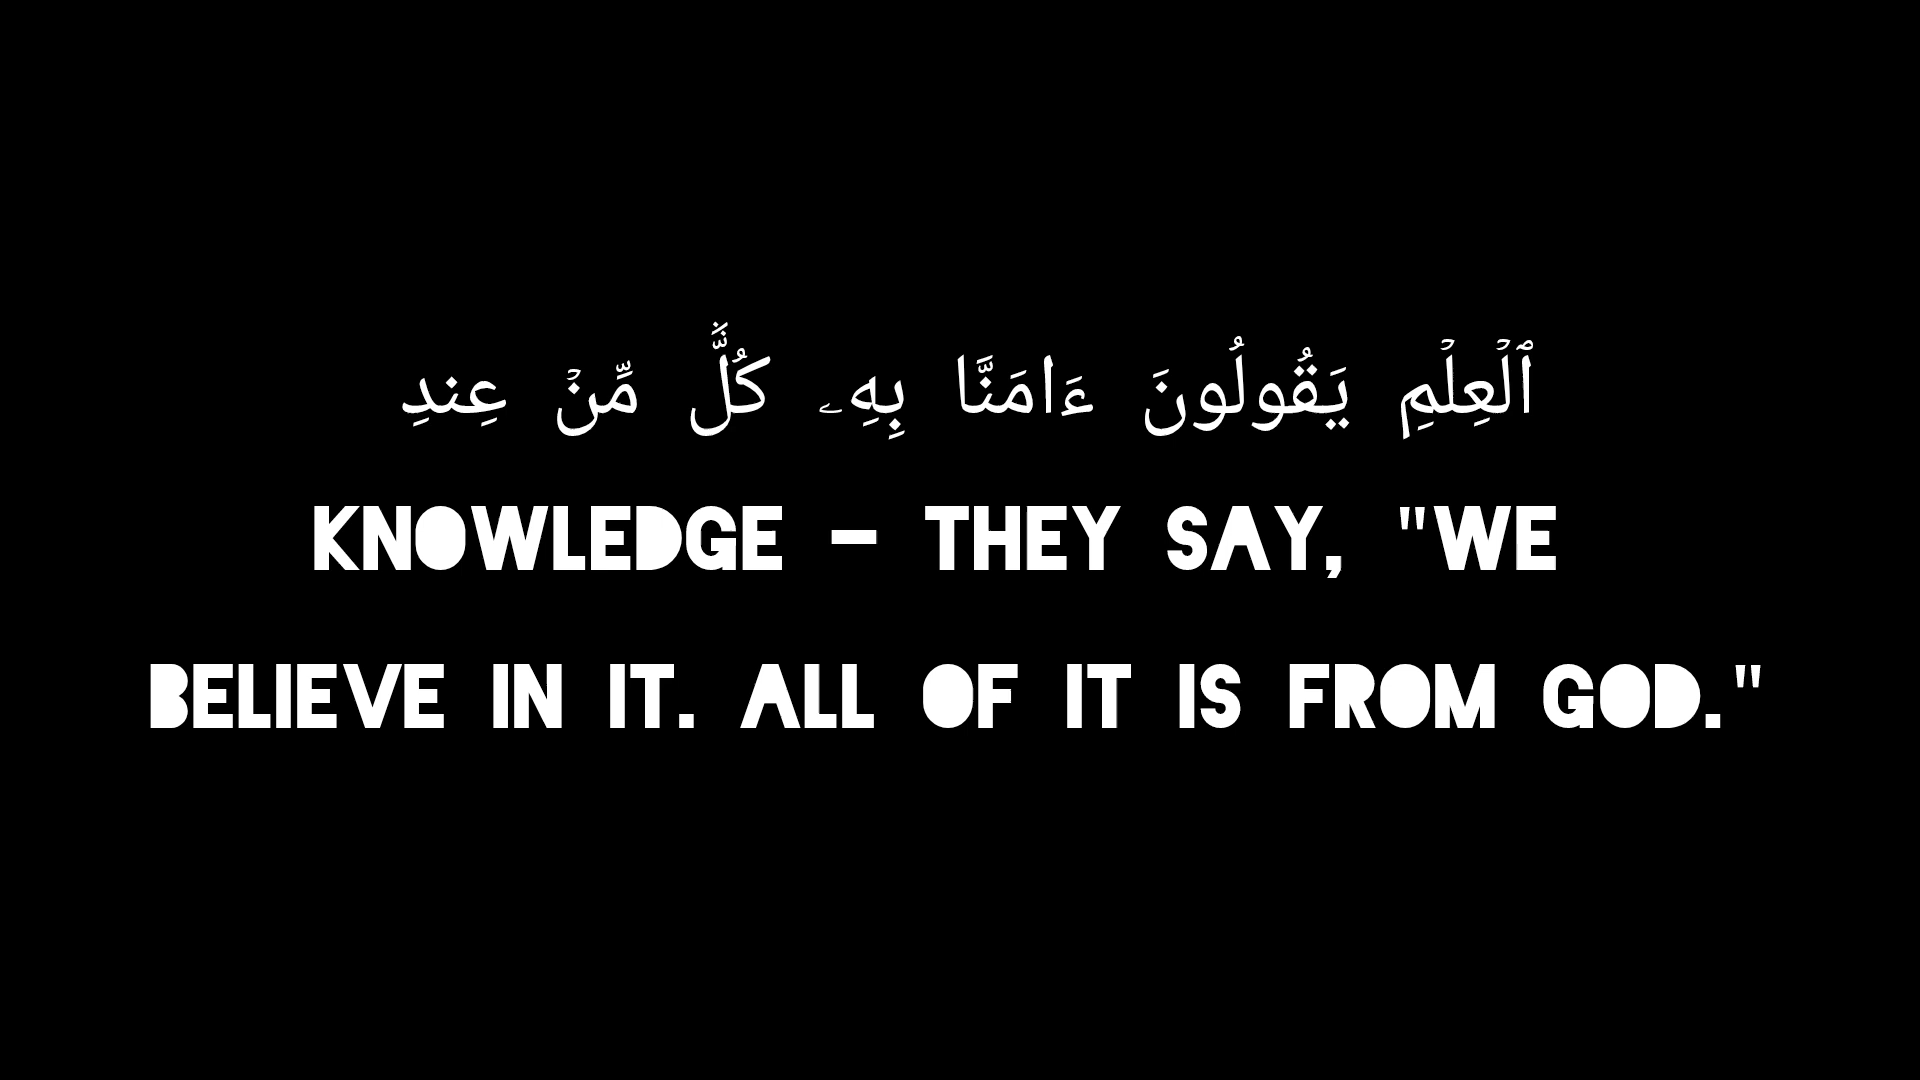 ٱلْعِلْمِ يَقُولُونَ ءَامَنَّا بِهِۦ كُلٌّۭ مِّنْ عِندِ
KNOWLEDGE – THEY SAY, "WE
BELIEVE IN IT. ALL OF IT IS FROM GOD."